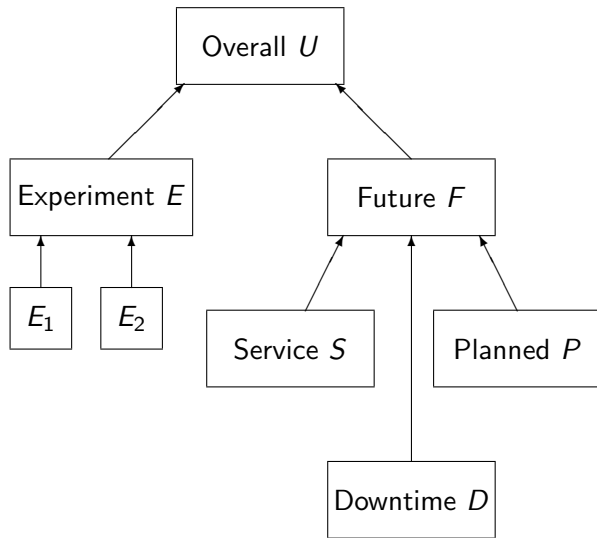 Overall U
Experiment E
Future F
E₁
E₂
Service S
Planned P
Downtime D